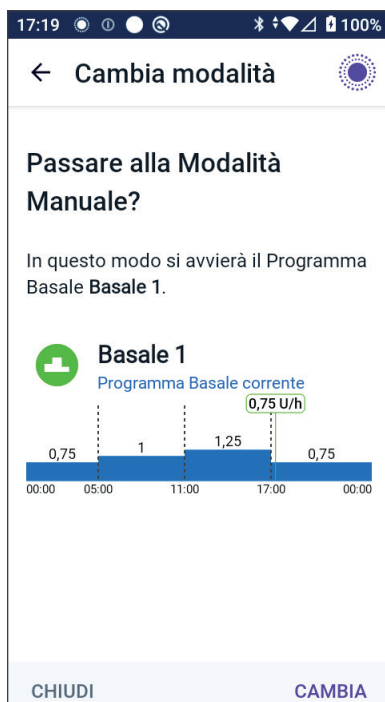 17:19 100%
Cambia modalità
Passare alla Modalità
Manuale?
In questo modo si avvierà il Programma
Basale Basale 1.
Basale 1
Programma Basale corrente
0,75 U/h
0,75 1 1,25 0,75
00:00 05:00 11:00 17:00 00:00
CHIUDI CAMBIA